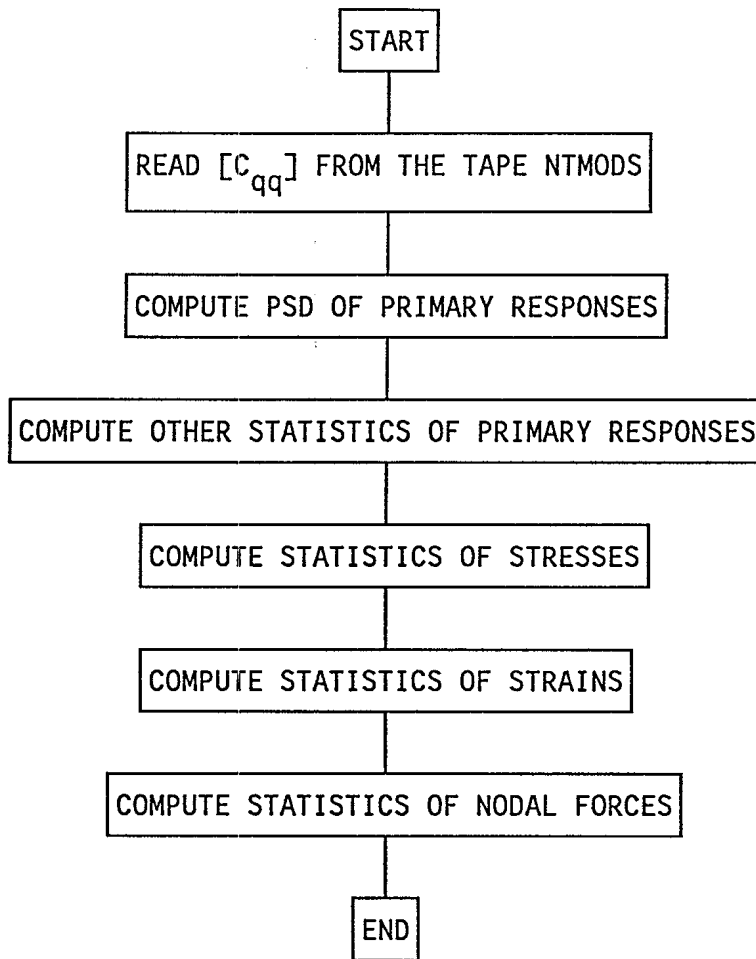 START
READ [C_qq] FROM THE TAPE NTMODS
COMPUTE PSD OF PRIMARY RESPONSES
COMPUTE OTHER STATISTICS OF PRIMARY RESPONSES
COMPUTE STATISTICS OF STRESSES
COMPUTE STATISTICS OF STRAINS
COMPUTE STATISTICS OF NODAL FORCES
END